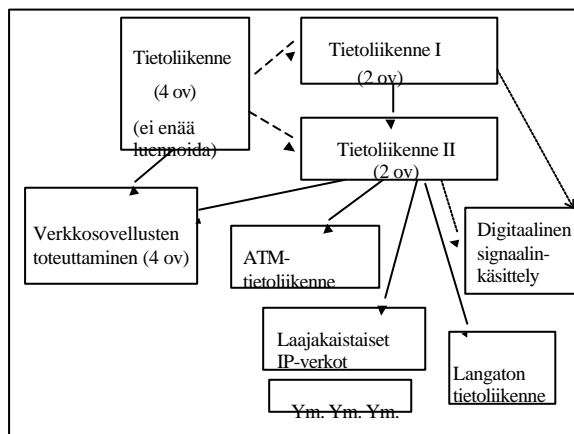 Tietoliikenne
(4 ov)
(ei enää
luennoida)
Tietoliikenne I
(2 ov)
Tietoliikenne II
(2 ov)
Verkkosovellusten
toteuttaminen (4 ov)
ATM-
tietoliikenne
Digitaalinen
signaalin-
käsittely
Laajakaistaiset
IP-verkot
Langaton
tietoliikenne
Ym. Ym. Ym.